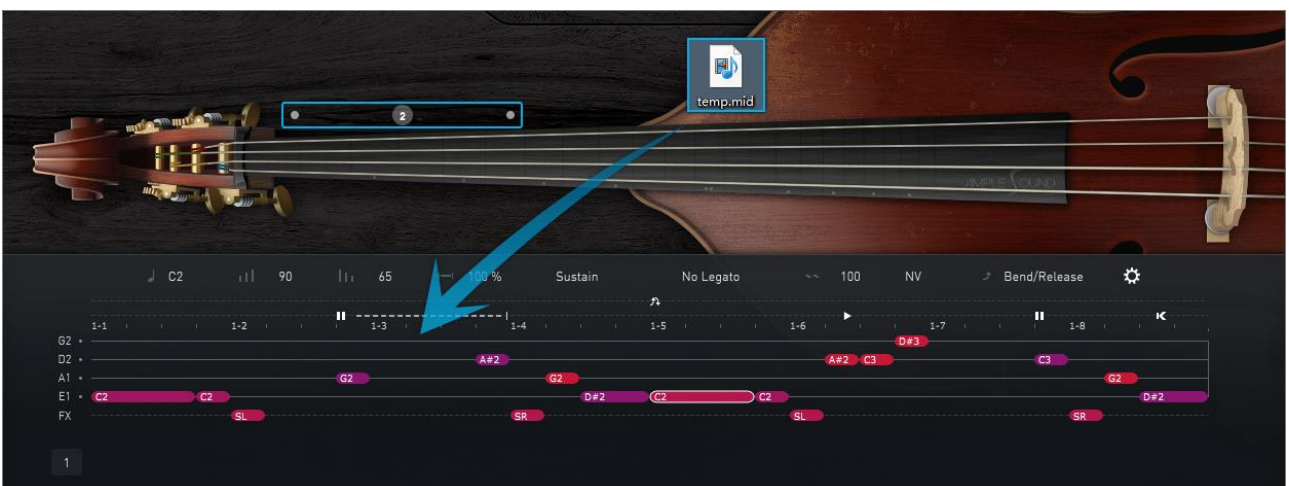 temp.mid
2
AMPLE SOUND
C2 90 65 100 % Sustain No Legato 100 NV Bend/Release
1-1 1-2 1-3 1-4 1-5 1-6 1-7 1-8
G2 D#3
D2 A#2 A#2 C3 C3
A1 G2 G2 G2
E1 C2 C2 D#2 C2 C2 D#2
FX SL SR SL SR
1